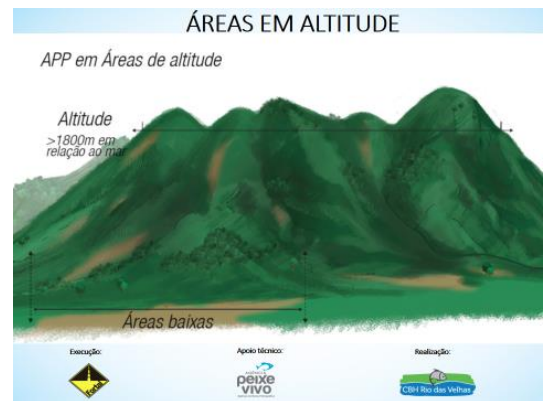 ÁREAS EM ALTITUDE
APP em Áreas de altitude
Altitude
>1800m em
relação ao mar
Áreas baixas
Execução:
Apoio técnico:
Realização:
AGÊNCIA
peixe
vivo
CBH Rio das Velhas